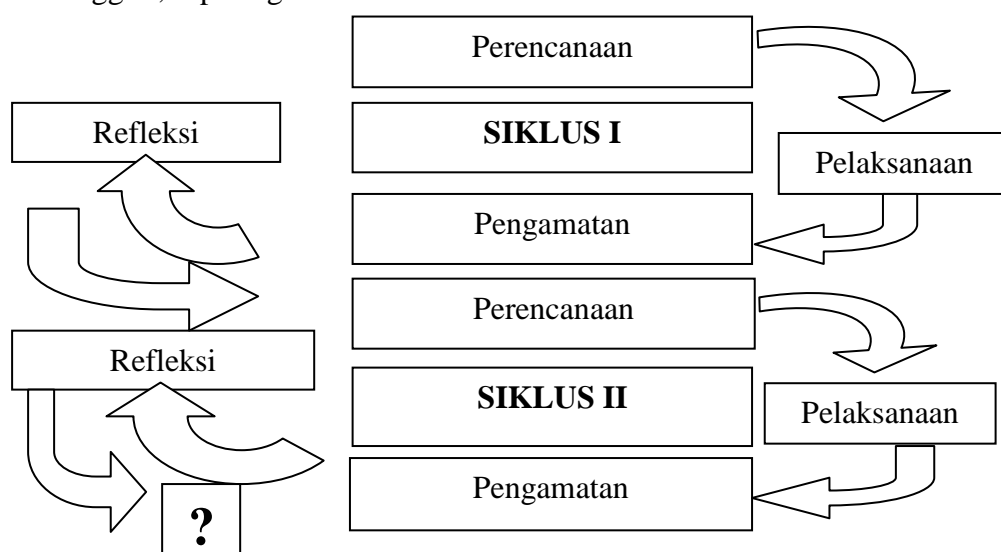 Perencanaan
Refleksi
SIKLUS I
Pelaksanaan
Pengamatan
Perencanaan
Refleksi
SIKLUS II
Pelaksanaan
Pengamatan
?